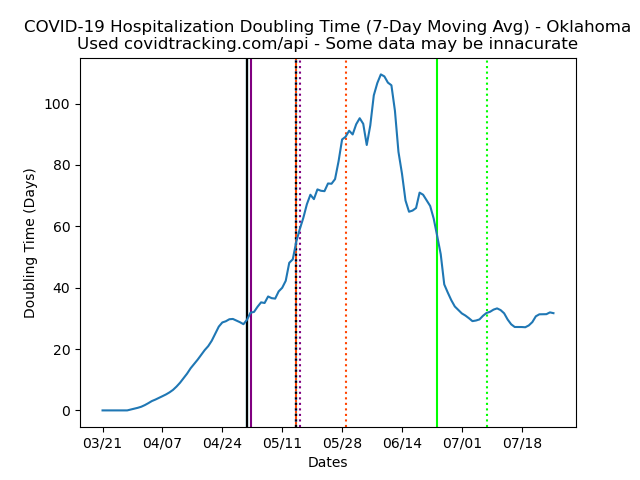 COVID-19 Hospitalization Doubling Time (7-Day Moving Avg) - Oklahoma
Used covidtracking.com/api - Some data may be innacurate
100
80
60
40
20
0
Doubling Time (Days)
03/21 04/07 04/24 05/11 05/28 06/14 07/01 07/18
Dates